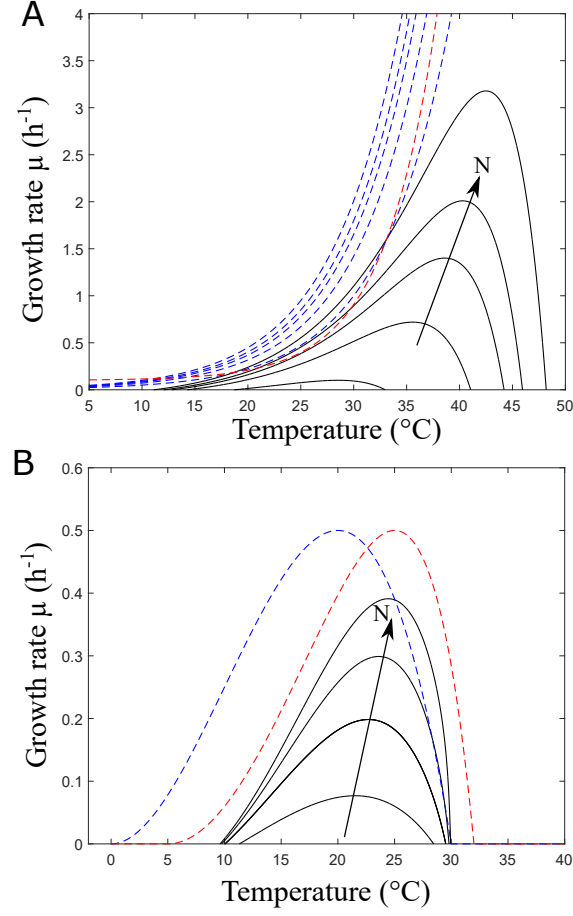 A
Growth rate μ (h⁻¹)
4
3.5
3
2.5
2
1.5
1
0.5
0
N
5 10 15 20 25 30 35 40 45 50
Temperature (°C)
B
Growth rate μ (h⁻¹)
0.6
0.5
0.4
0.3
0.2
0.1
0
N
0 5 10 15 20 25 30 35 40
Temperature (°C)